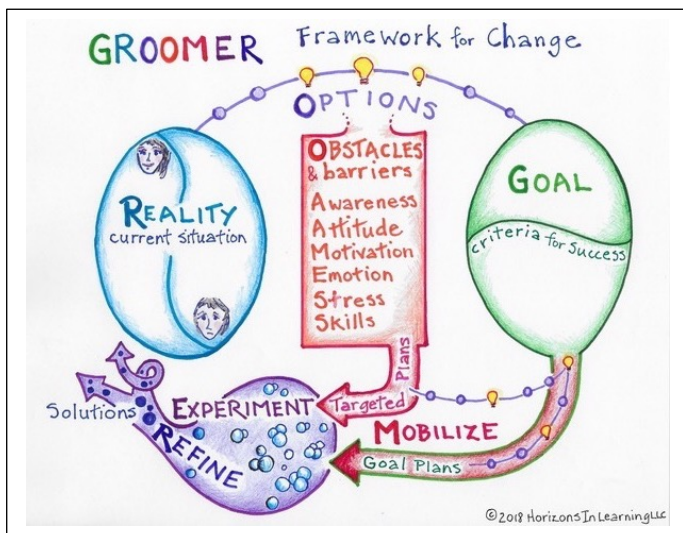 GROOMER Framework for Change
OPTIONS
OBSTACLES
& barriers
Awareness
Attitude
Motivation
Emotion
Stress
Skills
REALITY
current situation
GOAL
criteria for success
Plans
Targeted
MOBILIZE
Goal Plans
EXPERIMENT
REFINE
Solutions
©2018 HorizonsInLearningLLC